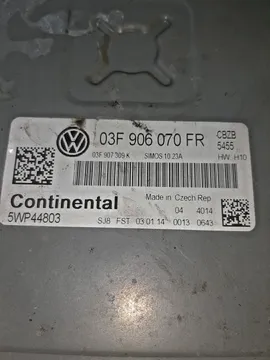 03F 906 070 FR
CBZB
5455
03F 907 309 K SIMOS 10.23A HW: H10
Continental
Made in Czech Rep
5WP44803
04 4014
SJ8 FST 03 01 14 0013 0643